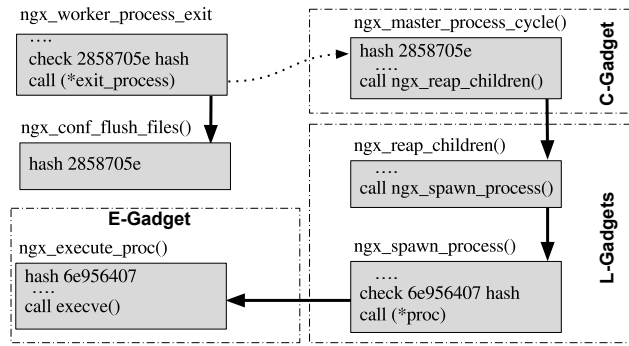 ngx_worker_process_exit
....
check 2858705e hash
call (*exit_process)
ngx_conf_flush_files()
hash 2858705e
ngx_master_process_cycle()
hash 2858705e
....
call ngx_reap_children()
C-Gadget
ngx_reap_children()
....
call ngx_spawn_process()
ngx_spawn_process()
....
check 6e956407 hash
call (*proc)
L-Gadgets
E-Gadget
ngx_execute_proc()
hash 6e956407
....
call execve()